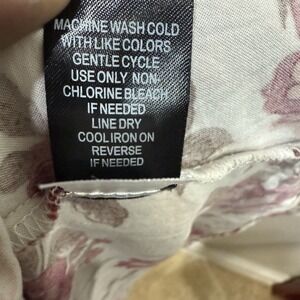 MACHINE WASH COLD
WITH LIKE COLORS
GENTLE CYCLE
USE ONLY NON-
CHLORINE BLEACH
IF NEEDED
LINE DRY
COOL IRON ON
REVERSE
IF NEEDED